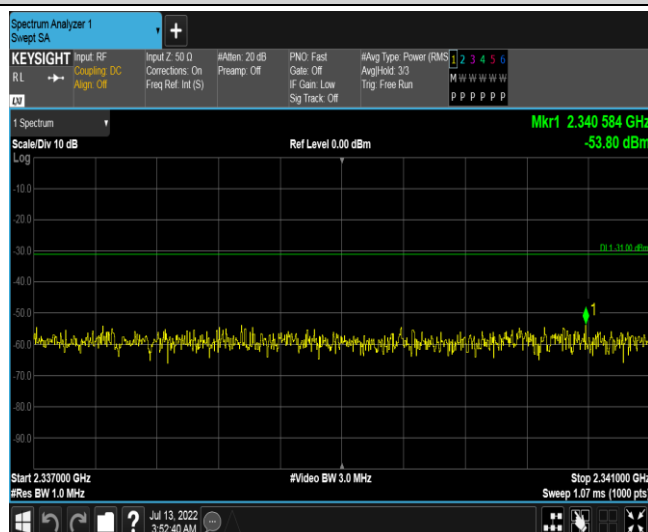 Spectrum Analyzer 1
Swept SA
+
KEYSIGHT
RL
LXI
Input: RF
Coupling: DC
Align: Off
Input Z: 50 Ω
Corrections: On
Freq Ref: Int (S)
#Atten: 20 dB
Preamp: Off
PNO: Fast
Gate: Off
IF Gain: Low
Sig Track: Off
#Avg Type: Power (RMS
Avg|Hold: 3/3
Trig: Free Run
1 2 3 4 5 6
M W W W W W
P P P P P P
1 Spectrum
Scale/Div 10 dB
Ref Level 0.00 dBm
Mkr1 2.340 584 GHz
-53.80 dBm
Log
-10.0
-20.0
-30.0
DL1 -31.00 dBm
-40.0
1
-50.0
-60.0
-70.0
-80.0
-90.0
Start 2.337000 GHz
#Video BW 3.0 MHz
Stop 2.341000 GHz
#Res BW 1.0 MHz
Sweep 1.07 ms (1000 pts)
?
Jul 13, 2022
3:52:40 AM